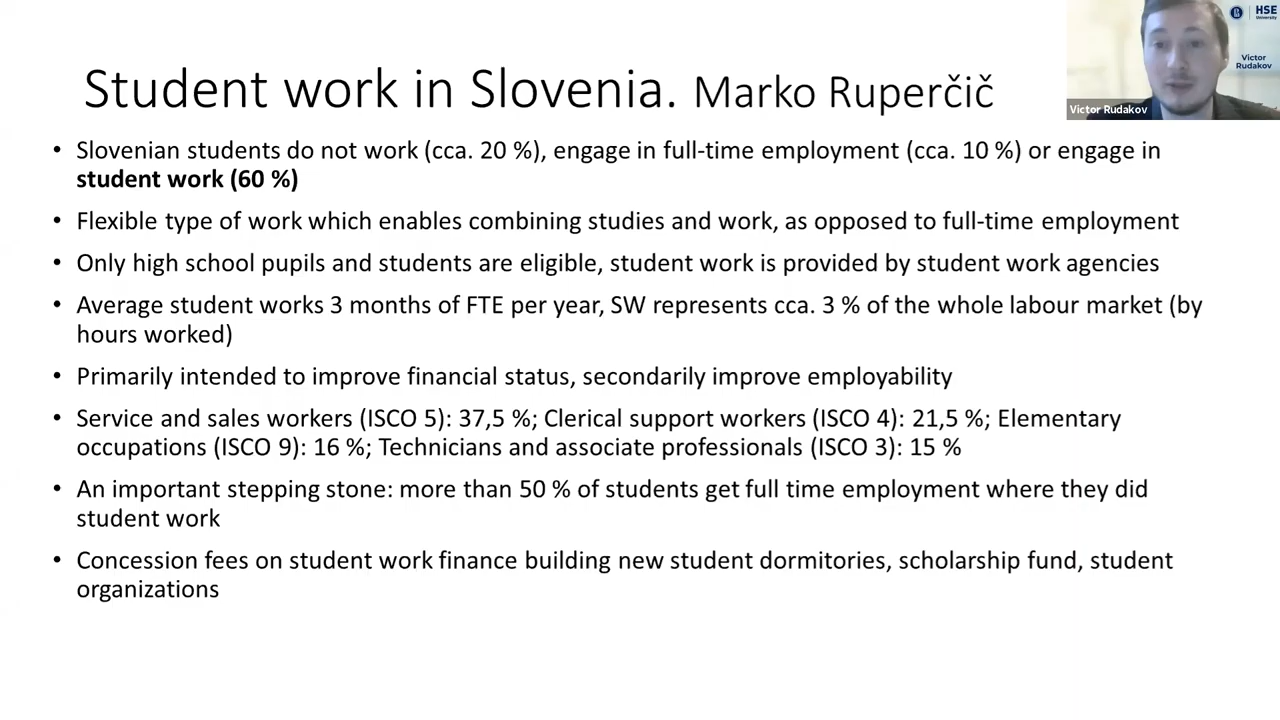 HSE
University
Victor
Rudakov
Victor Rudakov
Student work in Slovenia. Marko Ruperčič
• Slovenian students do not work (cca. 20 %), engage in full-time employment (cca. 10 %) or engage in
student work (60 %)
• Flexible type of work which enables combining studies and work, as opposed to full-time employment
• Only high school pupils and students are eligible, student work is provided by student work agencies
• Average student works 3 months of FTE per year, SW represents cca. 3 % of the whole labour market (by
hours worked)
• Primarily intended to improve financial status, secondarily improve employability
• Service and sales workers (ISCO 5): 37,5 %; Clerical support workers (ISCO 4): 21,5 %; Elementary
occupations (ISCO 9): 16 %; Technicians and associate professionals (ISCO 3): 15 %
• An important stepping stone: more than 50 % of students get full time employment where they did
student work
• Concession fees on student work finance building new student dormitories, scholarship fund, student
organizations